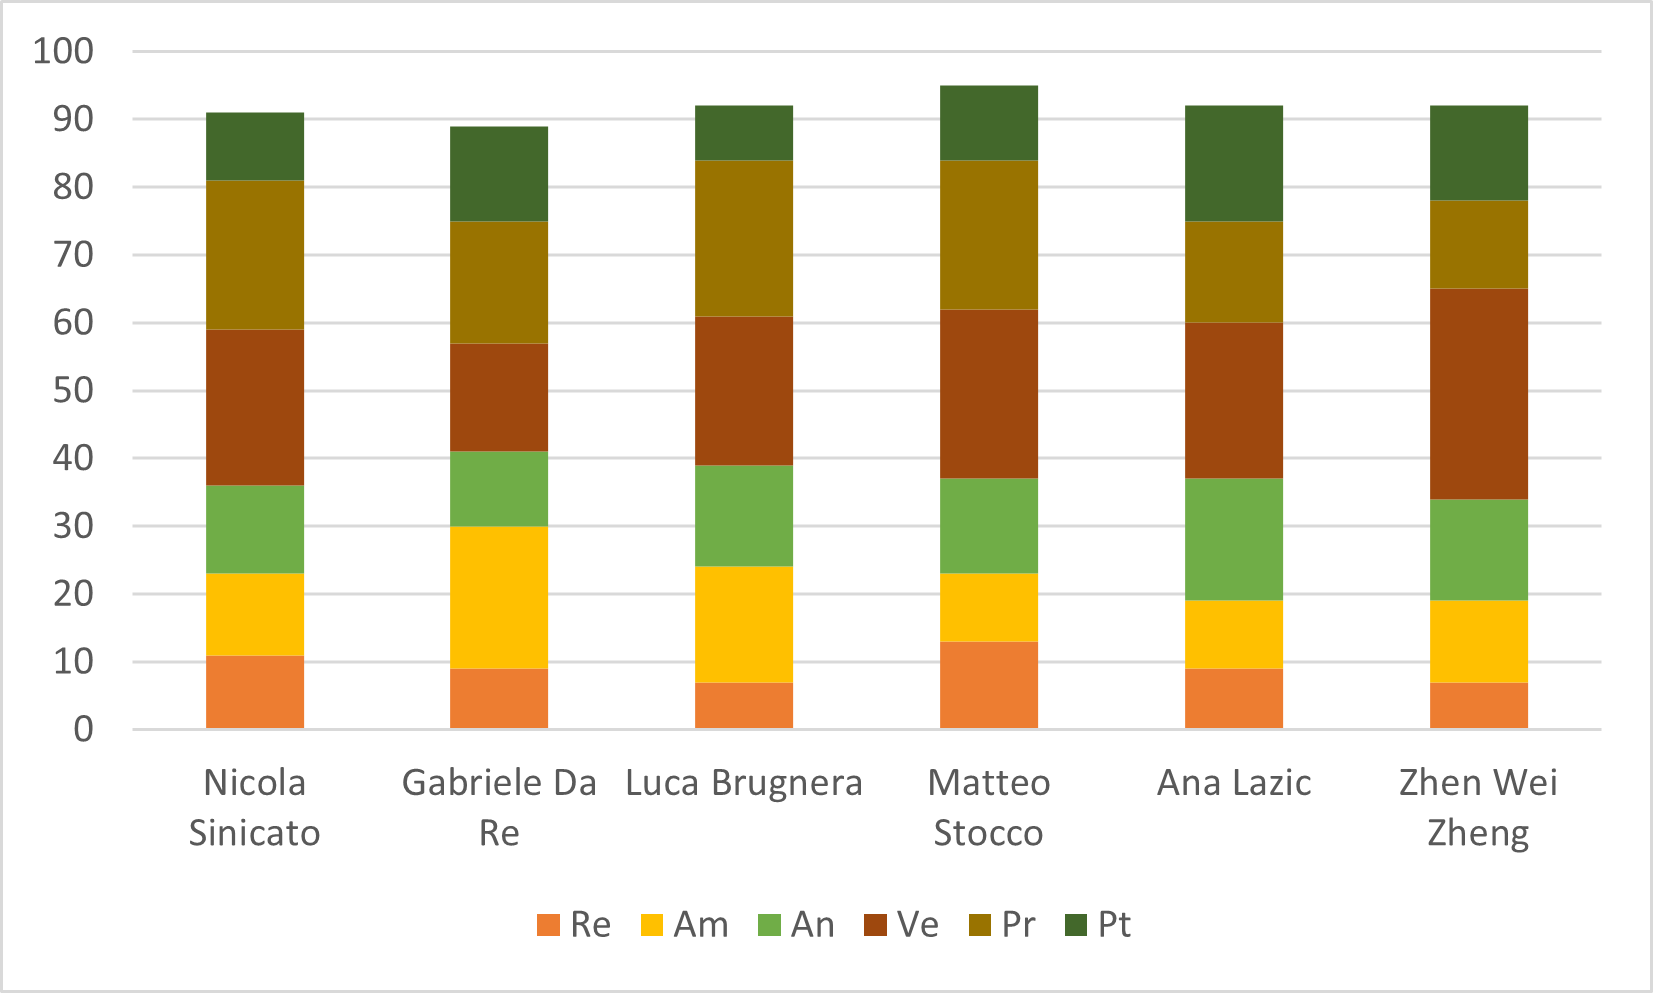 100
90
80
70
60
50
40
30
20
10
0
Nicola Sinicato
Gabriele Da Re
Luca Brugnera
Matteo Stocco
Ana Lazic
Zhen Wei Zheng
Re Am An Ve Pr Pt